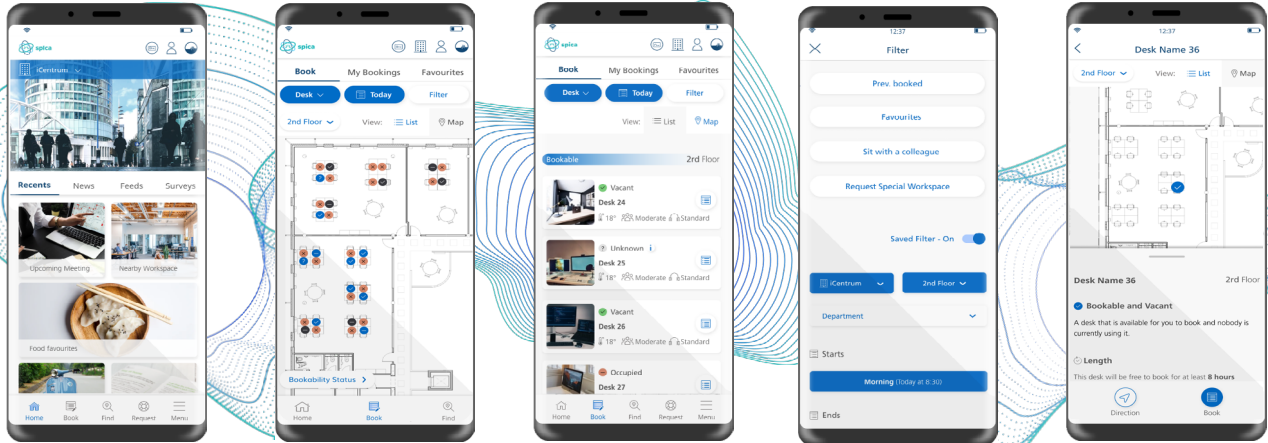 spica
iCentrum
Recents News Feeds Surveys
Upcoming Meeting
Nearby Workspace
Food favourites
Home Book Find Request Menu
spica
Book My Bookings Favourites
Desk Today Filter
2nd Floor View: List Map
Bookability Status >
Home Book Find
spica
Book My Bookings Favourites
Desk Today Filter
View: List Map
Bookable 2rd Floor
Vacant
Desk 24
18° Moderate Standard
? Unknown i
Desk 25
18° Moderate Standard
Vacant
Desk 26
18° Moderate Standard
Occupied
Desk 27
Home Book Find Request Menu
12:37
Filter
Prev. booked
Favourites
Sit with a colleague
Request Special Workspace
Saved Filter - On
iCentrum 2nd Floor
Department
Starts
Morning (Today at 8:30)
Ends
12:37
Desk Name 36
2nd Floor View: List Map
Desk Name 36 2rd Floor
Bookable and Vacant
A desk that is available for you to book and nobody is
currently using it.
Length
This desk will be free to book for at least 8 hours
Direction Book